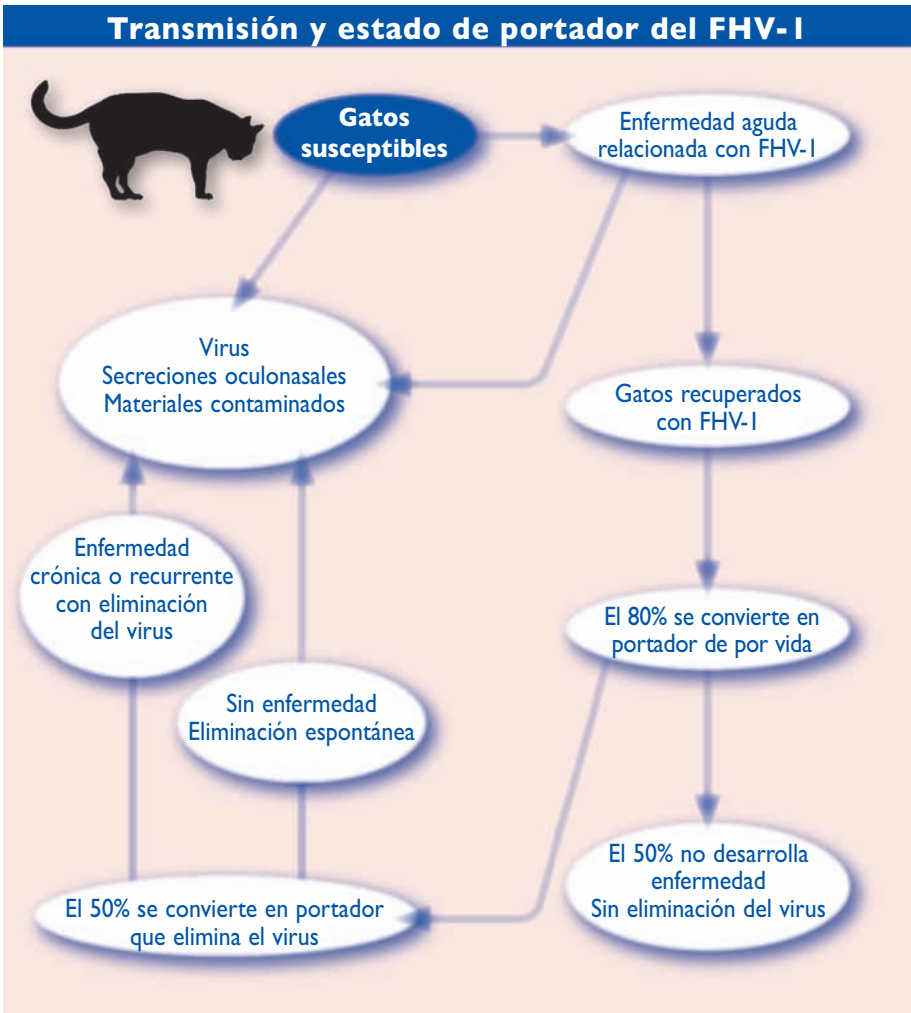 Transmisión y estado de portador del FHV-1
Gatos
susceptibles
Enfermedad aguda
relacionada con FHV-1
Virus
Secreciones oculonasales
Materiales contaminados
Gatos recuperados
con FHV-1
Enfermedad
crónica o recurrente
con eliminación
del virus
El 80% se convierte en
portador de por vida
Sin enfermedad
Eliminación espontánea
El 50% no desarrolla
enfermedad
Sin eliminación del virus
El 50% se convierte en portador
que elimina el virus